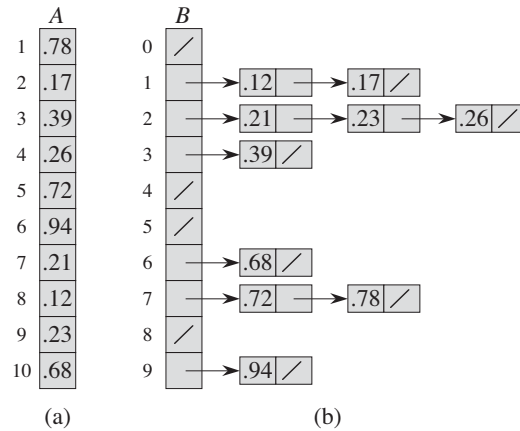 A B
1 .78 0
2 .17 1 .12 .17
3 .39 2 .21 .23 .26
4 .26 3 .39
5 .72 4
6 .94 5
7 .21 6 .68
8 .12 7 .72 .78
9 .23 8
10 .68 9 .94
(a) (b)